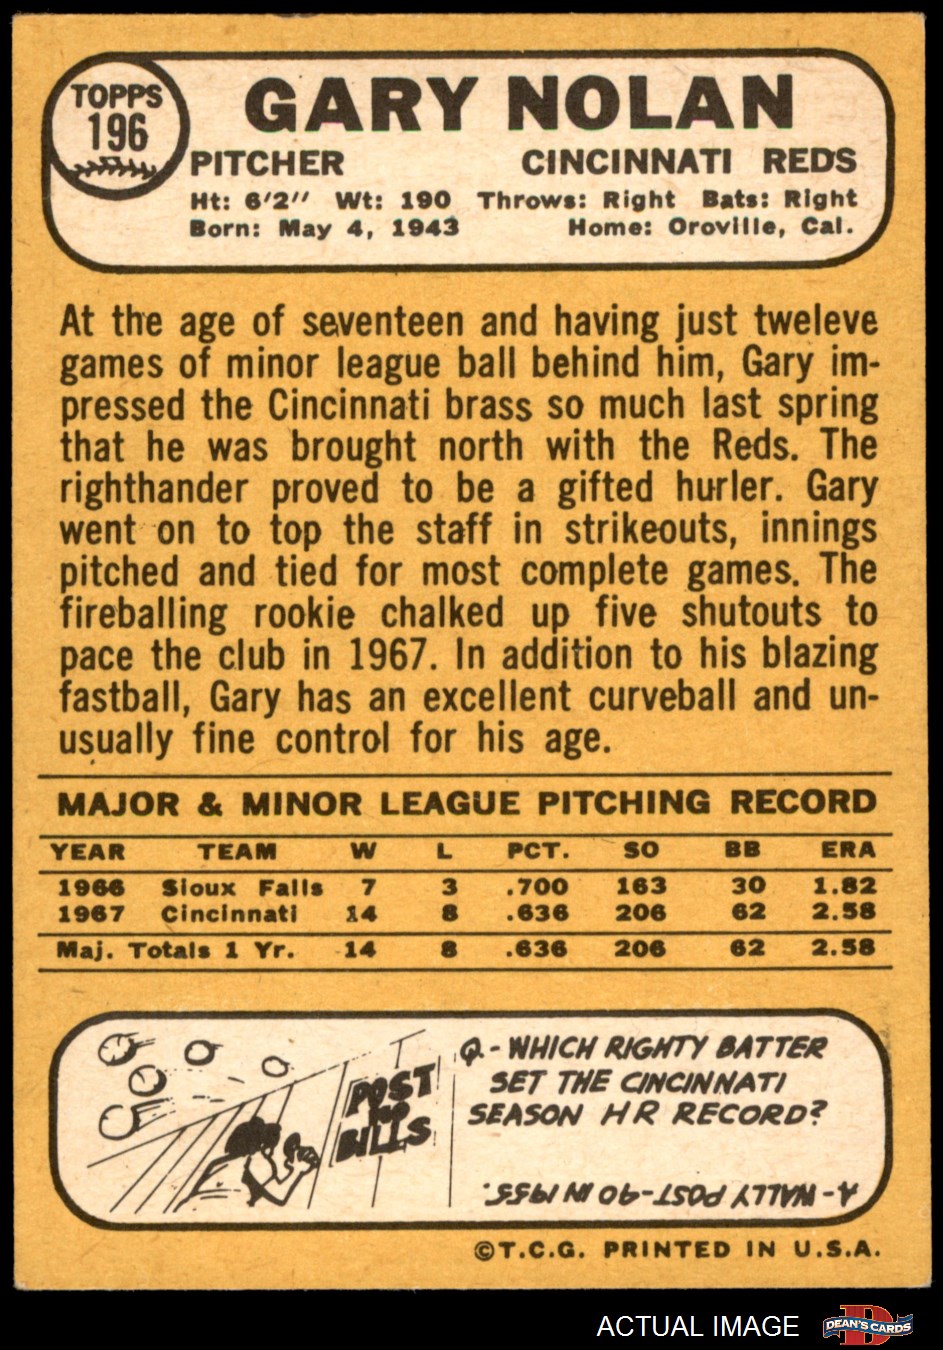 TOPPS
196
GARY NOLAN
PITCHER CINCINNATI REDS
Ht: 6'2" Wt: 190 Throws: Right Bats: Right
Born: May 4, 1943 Home: Oroville, Cal.
At the age of seventeen and having just tweleve
games of minor league ball behind him, Gary im-
pressed the Cincinnati brass so much last spring
that he was brought north with the Reds. The
righthander proved to be a gifted hurler. Gary
went on to top the staff in strikeouts, innings
pitched and tied for most complete games. The
fireballing rookie chalked up five shutouts to
pace the club in 1967. In addition to his blazing
fastball, Gary has an excellent curveball and un-
usually fine control for his age.
MAJOR & MINOR LEAGUE PITCHING RECORD
YEAR TEAM W L PCT. SO BB ERA
1966 Sioux Falls 7 3 .700 163 30 1.82
1967 Cincinnati 14 8 .636 206 62 2.58
Maj. Totals 1 Yr. 14 8 .636 206 62 2.58
POST
NO
BILLS
Q.- WHICH RIGHTY BATTER
SET THE CINCINNATI
SEASON HR RECORD?
A- WALLY POST-40 IN 1955.
©T.C.G. PRINTED IN U.S.A.
ACTUAL IMAGE
D
DEAN'S CARDS